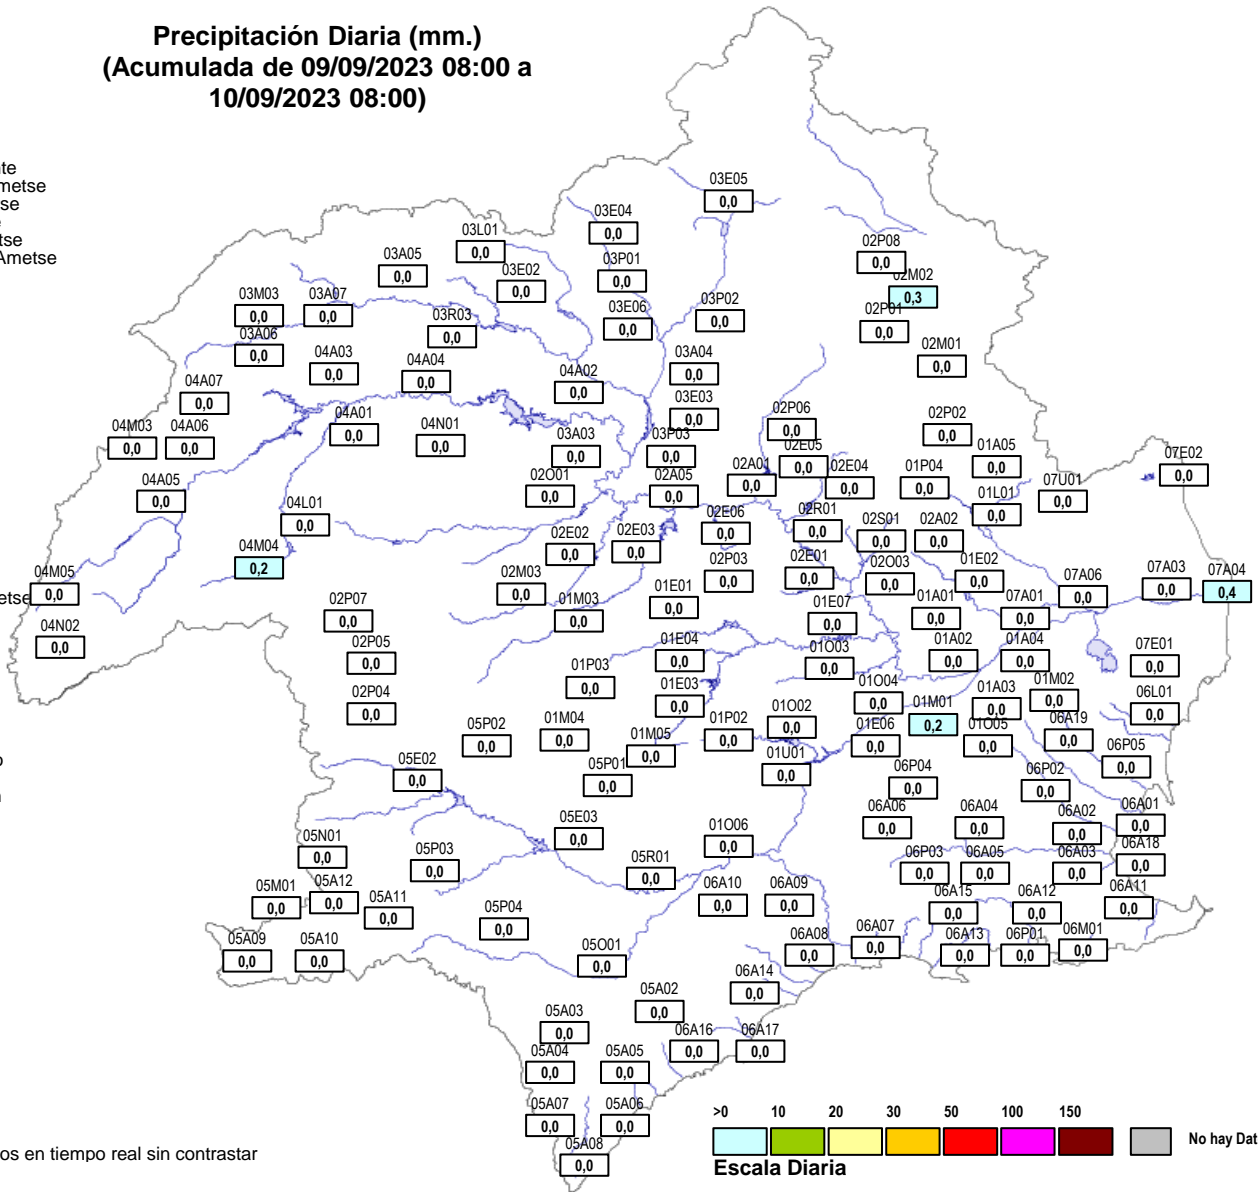 Precipitación Diaria (mm.)
(Acumulada de 09/09/2023 08:00 a
10/09/2023 08:00)
nte
metse
tse
e
tse
Ametse
03E05
0,0
03E04
0,0
03L01
0,0
03A05
0,0
03E02
0,0
03P01
0,0
02P08
0,0
02M02
0,3
03M03
0,0
03A07
0,0
03R03
0,0
03E06
0,0
03P02
0,0
02P01
0,0
03A06
0,0
04A03
0,0
04A04
0,0
04A02
0,0
03A04
0,0
02M01
0,0
04A07
0,0
03E03
0,0
04M03
0,0
04A06
0,0
04A01
0,0
04N01
0,0
03A03
0,0
03P03
0,0
02P06
0,0
02P02
0,0
02E05
0,0
01A05
0,0
07E02
0,0
04A05
0,0
02O01
0,0
02A05
0,0
02A01
0,0
02E04
0,0
01P04
0,0
07U01
0,0
01L01
0,0
04L01
0,0
02E02
0,0
02E03
0,0
02E06
0,0
02R01
0,0
02S01
0,0
02A02
0,0
04M04
0,2
04M05
0,0
etse
02M03
0,0
02P03
0,0
02E01
0,0
02O03
0,0
01E02
0,0
07A06
0,0
07A03
0,0
07A04
0,4
02P07
0,0
01M03
0,0
01E01
0,0
01E07
0,0
01A01
0,0
07A01
0,0
04N02
0,0
02P05
0,0
01E04
0,0
01O03
0,0
01A02
0,0
01A04
0,0
07E01
0,0
01P03
0,0
01E03
0,0
01O04
0,0
01M01
0,2
01A03
0,0
01M02
0,0
06L01
0,0
02P04
0,0
05P02
0,0
01M04
0,0
01M05
0,0
01P02
0,0
01O02
0,0
01E06
0,0
01O05
0,0
06A19
0,0
06P05
0,0
o
05E02
0,0
05P01
0,0
01U01
0,0
06P04
0,0
06P02
0,0
05E03
0,0
01O06
0,0
06A06
0,0
06A04
0,0
06A02
0,0
06A01
0,0
05N01
0,0
05P03
0,0
05R01
0,0
06P03
0,0
06A05
0,0
06A03
0,0
06A18
0,0
05M01
0,0
05A12
0,0
05A11
0,0
05P04
0,0
06A10
0,0
06A09
0,0
06A15
0,0
06A12
0,0
06A11
0,0
05A09
0,0
05A10
0,0
05O01
0,0
06A08
0,0
06A07
0,0
06A13
0,0
06P01
0,0
06M01
0,0
05A02
0,0
06A14
0,0
05A03
0,0
06A16
0,0
06A17
0,0
05A04
0,0
05A05
0,0
05A07
0,0
05A06
0,0
05A08
0,0
>0 10 20 30 50 100 150
No hay Dat
Escala Diaria
os en tiempo real sin contrastar